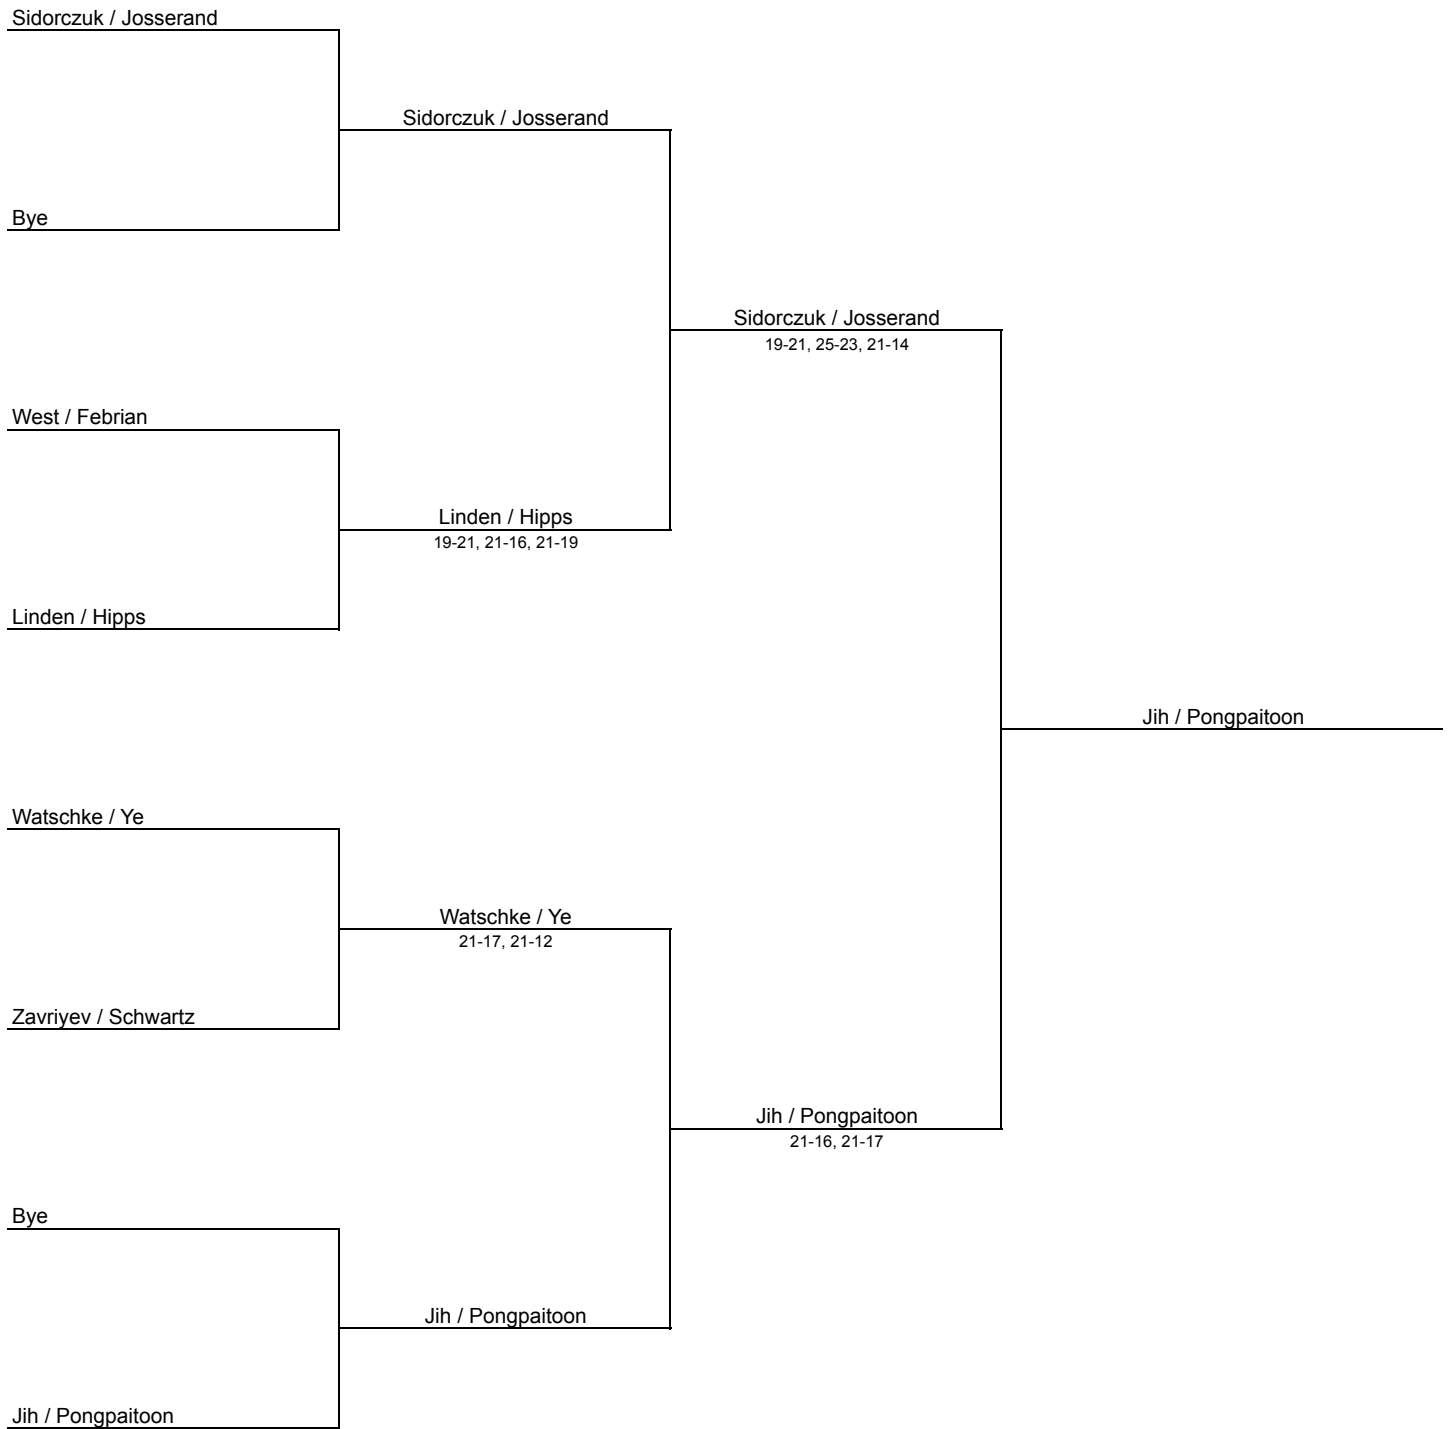 Sidorczuk / Josserand
Sidorczuk / Josserand
Bye
Sidorczuk / Josserand
19-21, 25-23, 21-14
West / Febrian
Linden / Hipps
19-21, 21-16, 21-19
Linden / Hipps
Jih / Pongpaitoon
Watschke / Ye
Watschke / Ye
21-17, 21-12
Zavriyev / Schwartz
Jih / Pongpaitoon
21-16, 21-17
Bye
Jih / Pongpaitoon
Jih / Pongpaitoon